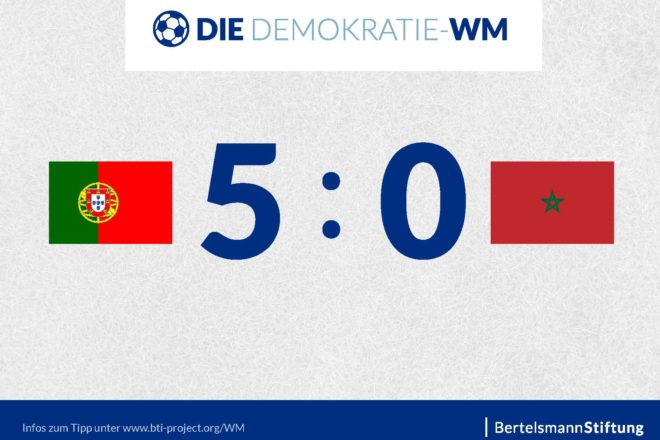 DIE DEMOKRATIE-WM
5 : 0
Infos zum Tipp unter www.bti-project.org/WM
BertelsmannStiftung